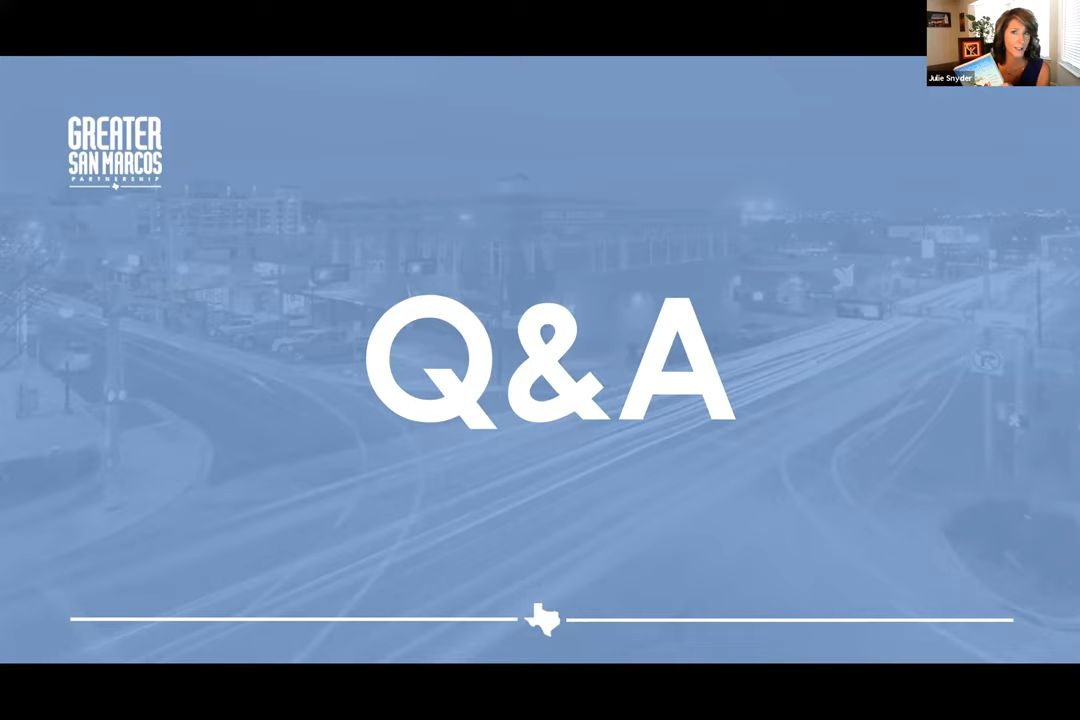 GREATER
SAN MARCOS
PARTNERSHIP
Julie Snyder
Q&A